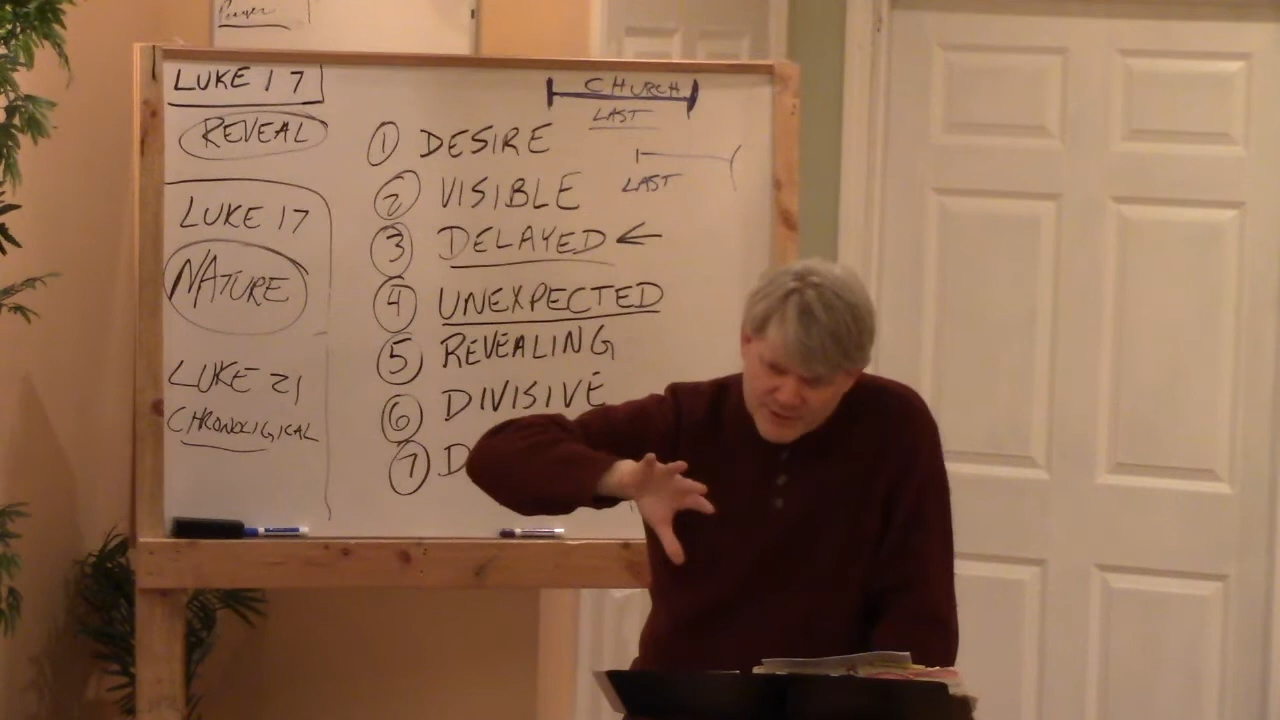 Prayer
LUKE 17
REVEAL
LUKE 17
NATURE
LUKE 21
CHRONOLIGICAL
CHURCH
LAST
LAST
1 DESIRE
2 VISIBLE
3 DELAYED ←
4 UNEXPECTED
5 REVEALING
6 DIVISIVE
7 D